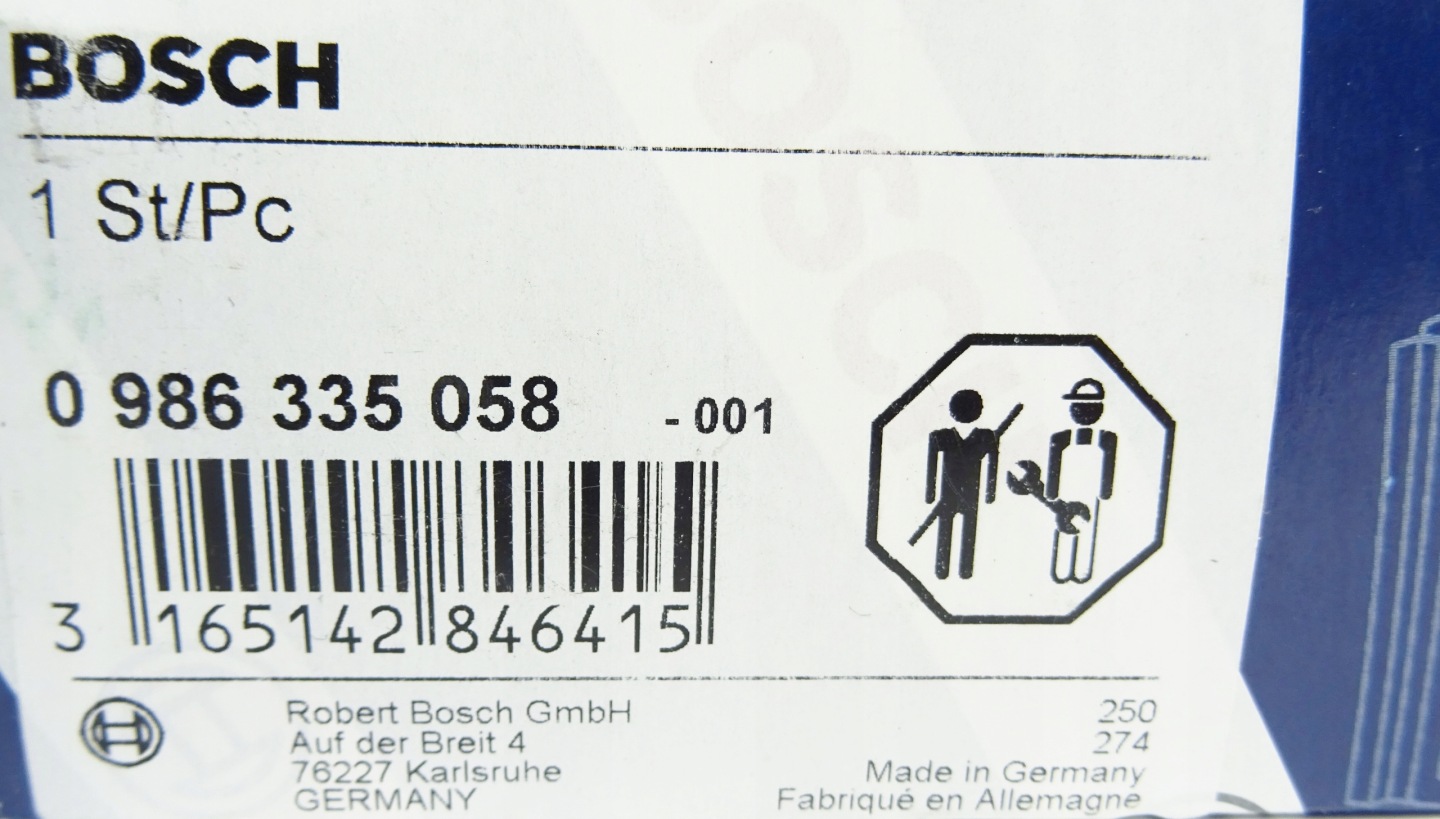 BOSCH
1 St/Pc
0 986 335 058 - 001
3 165142 846415
Robert Bosch GmbH
Auf der Breit 4
76227 Karlsruhe
GERMANY
250
274
Made in Germany
Fabriqué en Allemagne